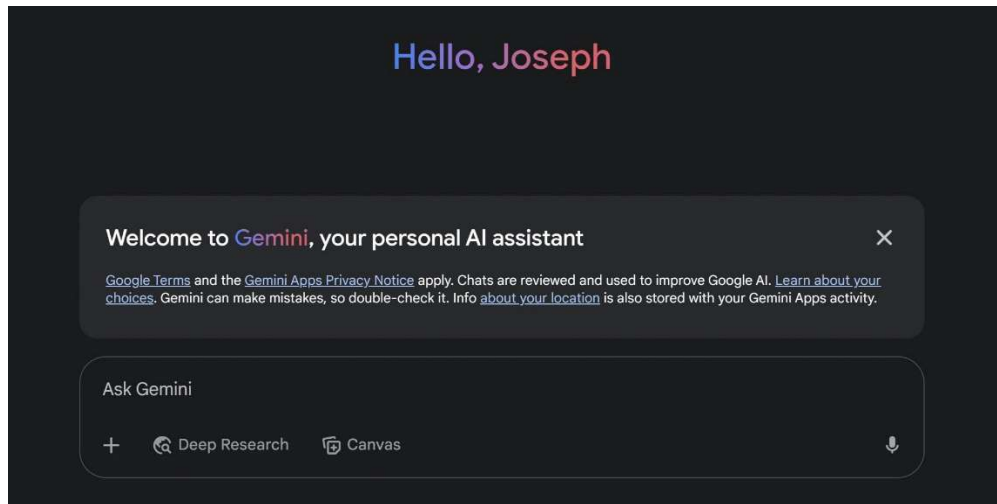 Hello, Joseph
Welcome to Gemini, your personal AI assistant
Google Terms and the Gemini Apps Privacy Notice apply. Chats are reviewed and used to improve Google AI. Learn about your
choices. Gemini can make mistakes, so double-check it. Info about your location is also stored with your Gemini Apps activity.
Ask Gemini
Deep Research Canvas